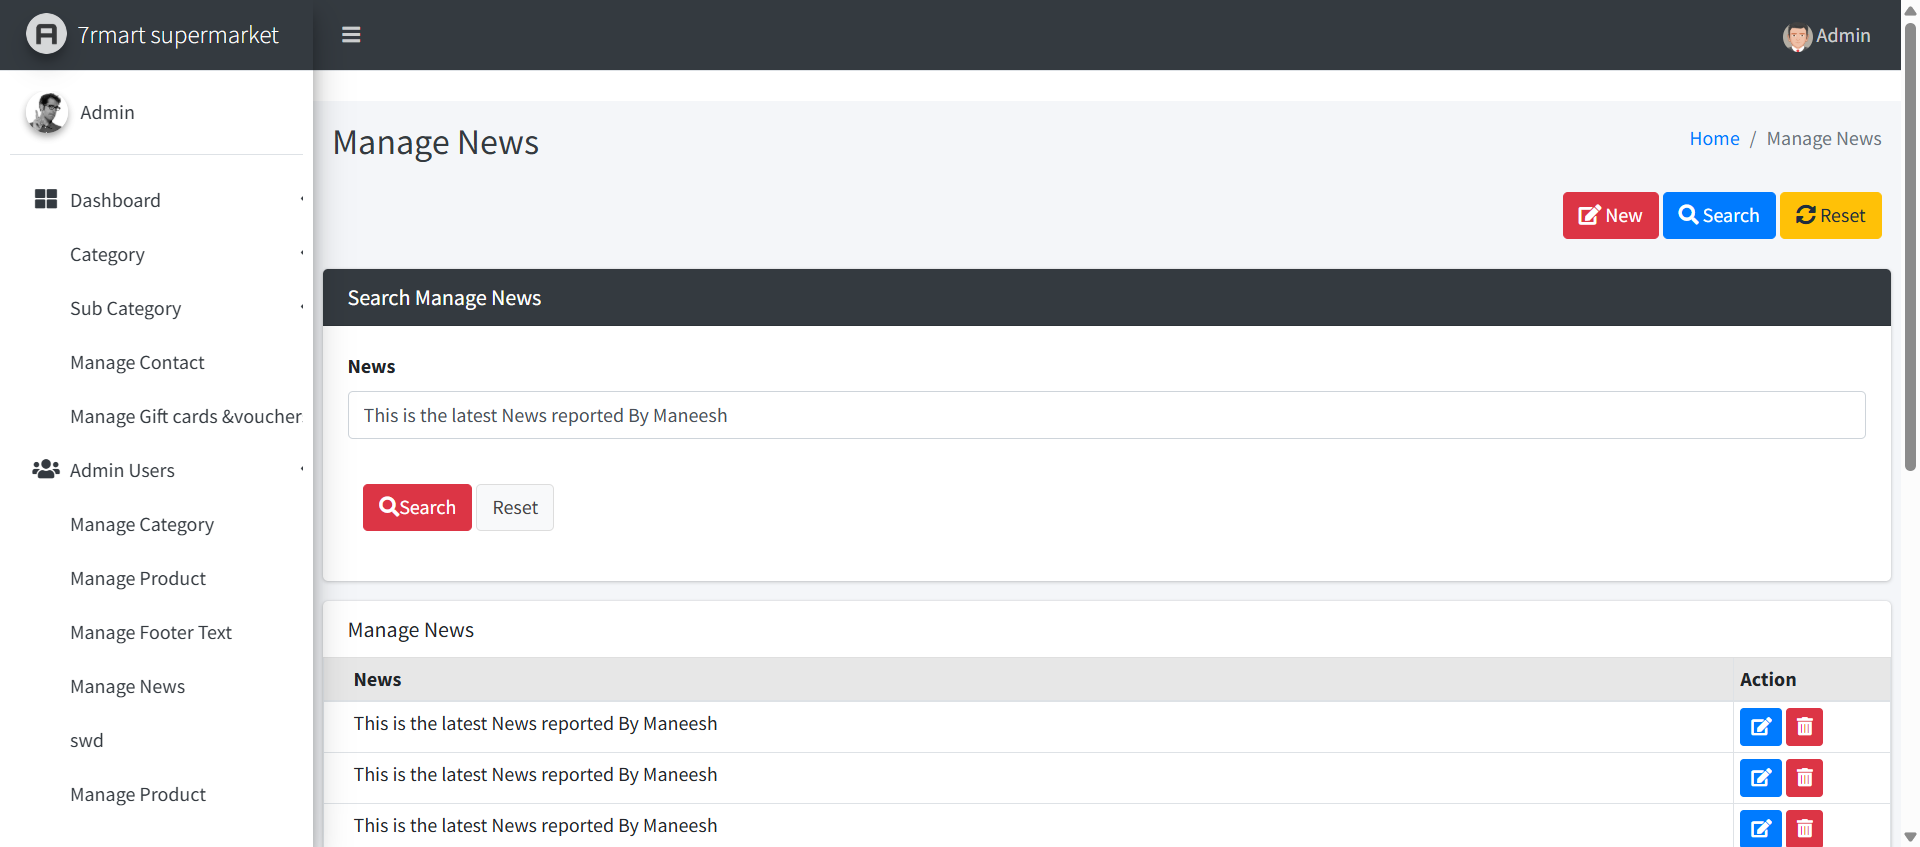 7rmart supermarket
Admin
Admin
Manage News
Home / Manage News
New Search Reset
Dashboard
Category
Sub Category
Manage Contact
Manage Gift cards &voucher
Admin Users
Manage Category
Manage Product
Manage Footer Text
Manage News
swd
Manage Product
Search Manage News
News
This is the latest News reported By Maneesh
Search Reset
Manage News
News Action
This is the latest News reported By Maneesh
This is the latest News reported By Maneesh
This is the latest News reported By Maneesh